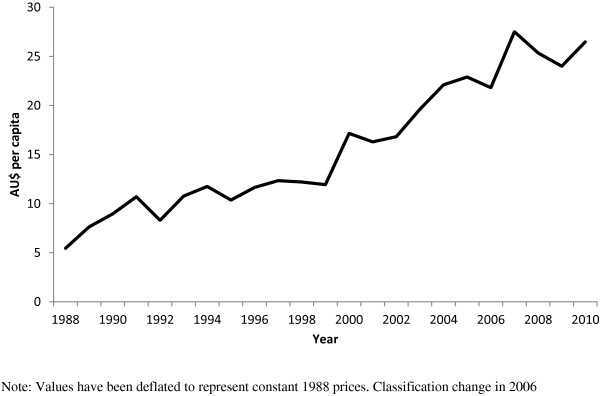 30
25
20
15
10
5
0
AU$ per capita
1988 1990 1992 1994 1996 1998 2000 2002 2004 2006 2008 2010
Year
Note: Values have been deflated to represent constant 1988 prices. Classification change in 2006